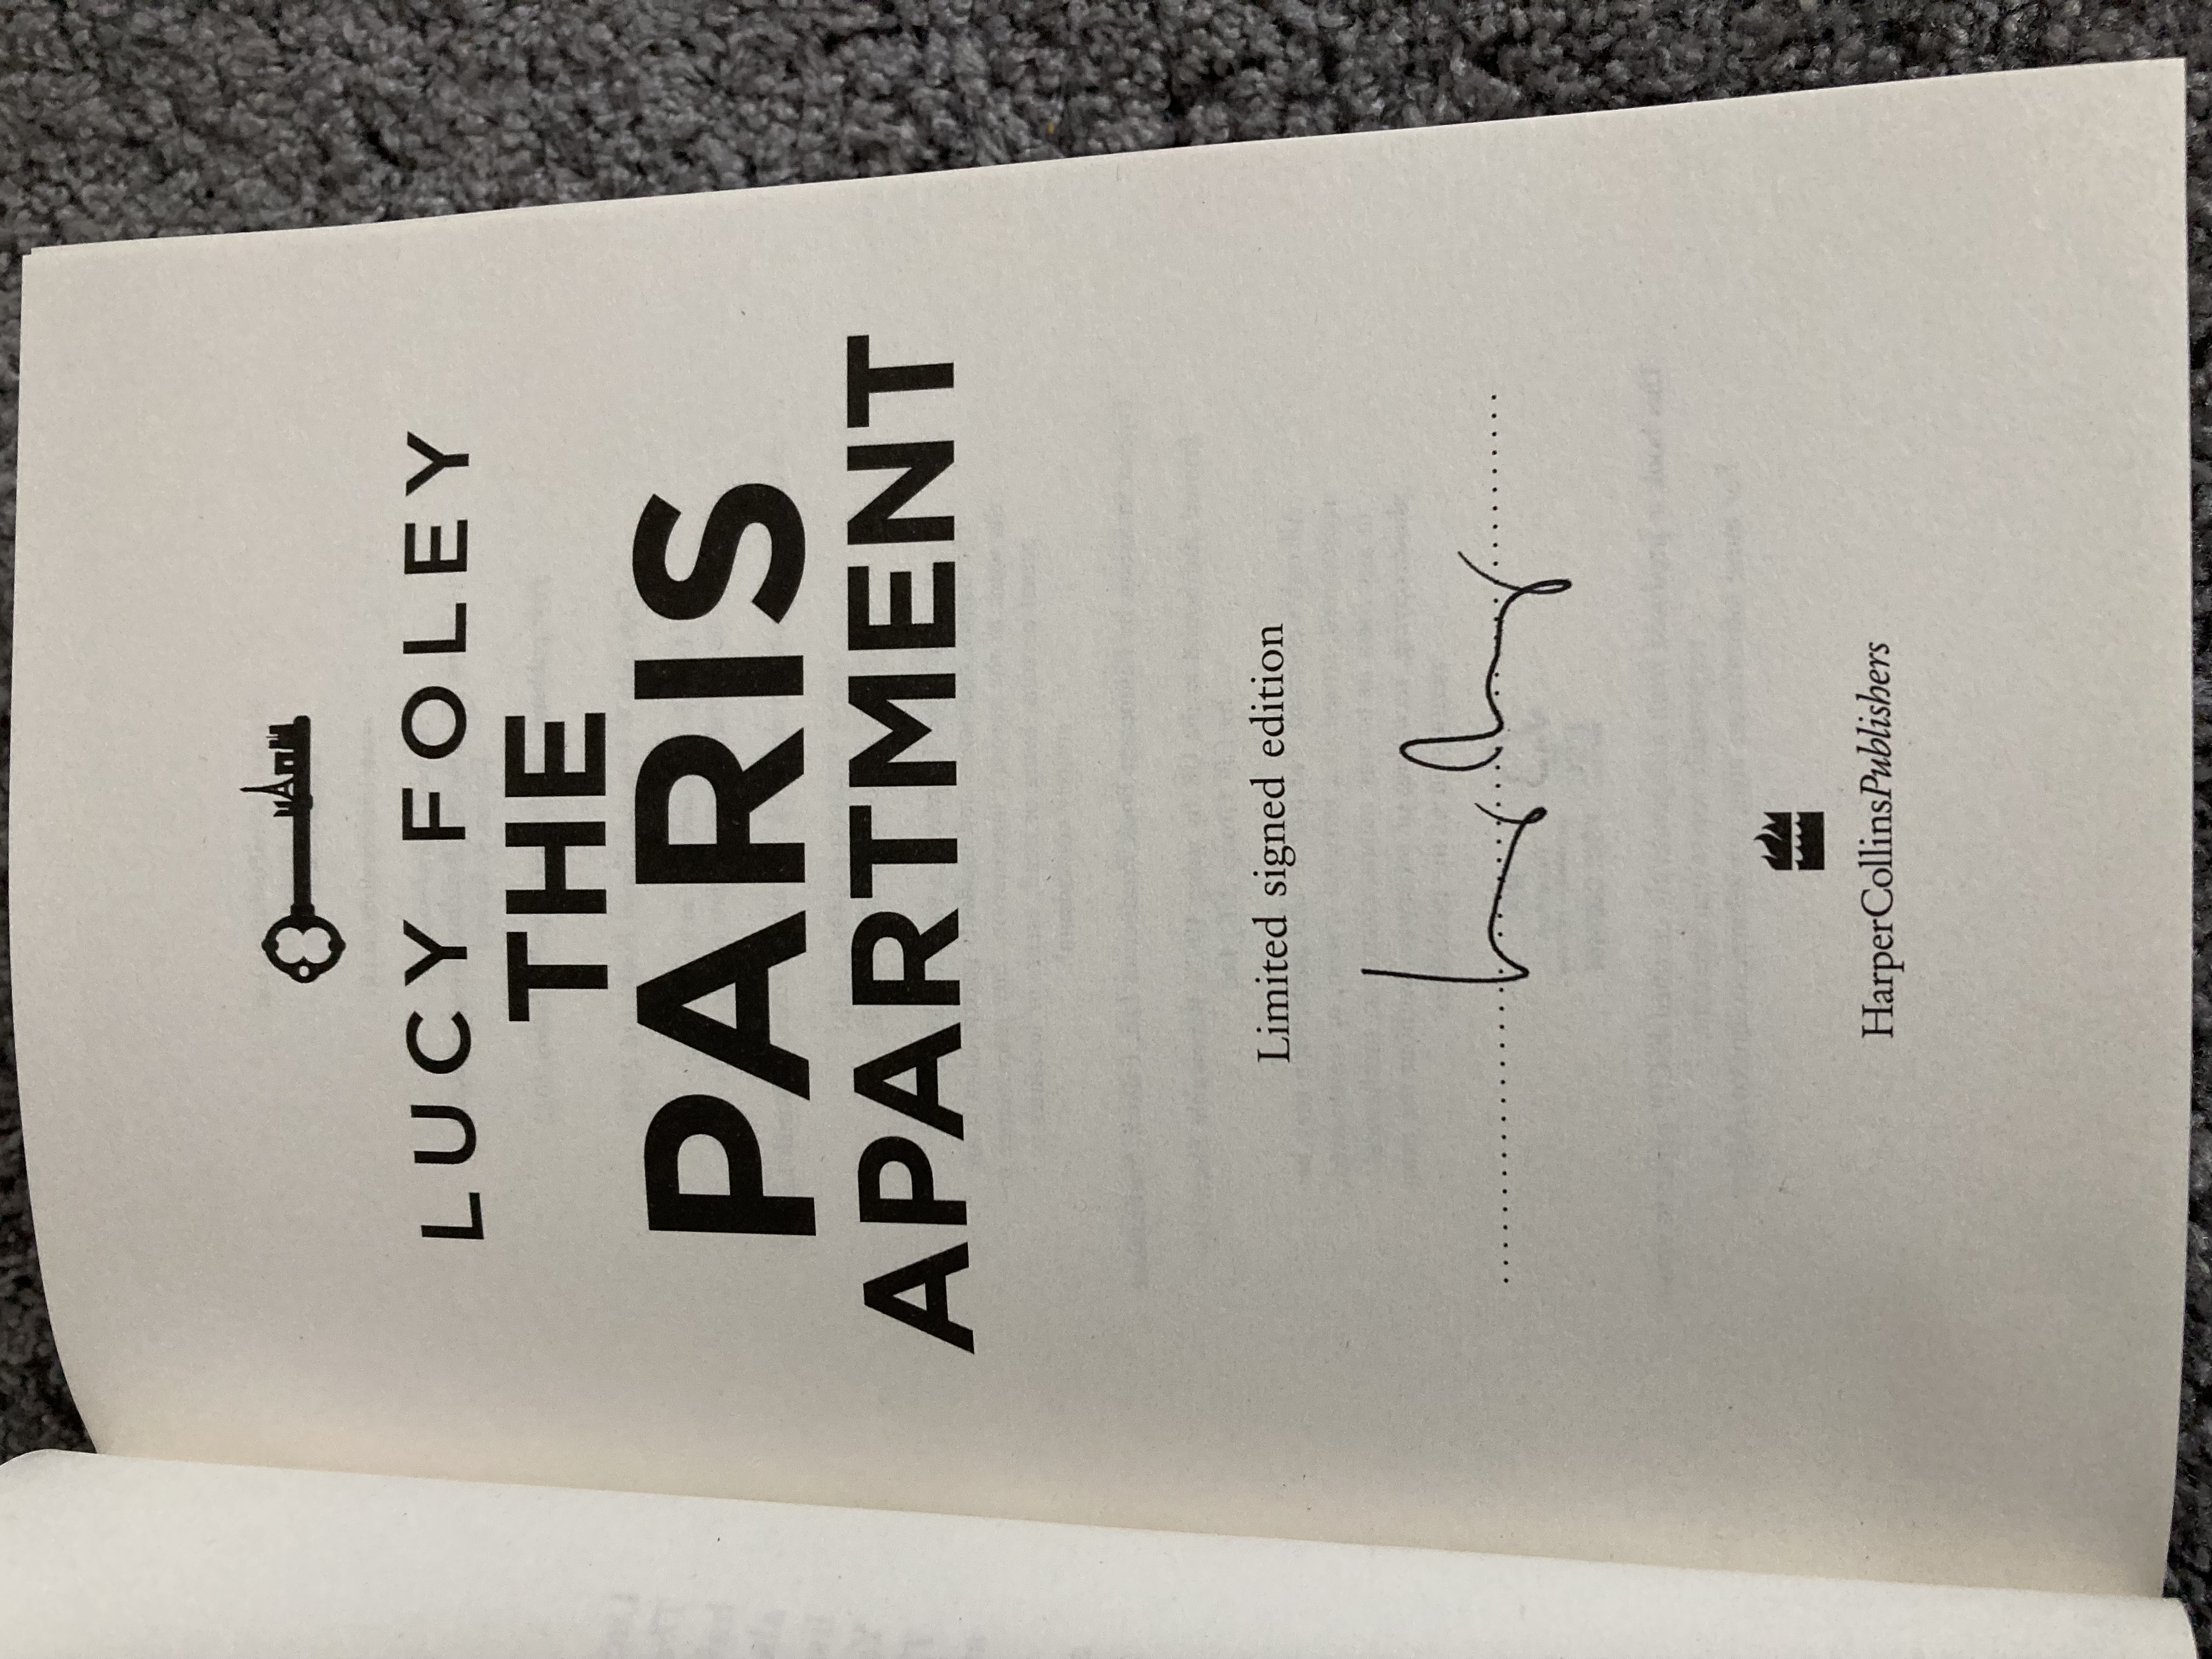 LUCY FOLEY
THE
PARIS
APARTMENT
Limited signed edition
HarperCollinsPublishers